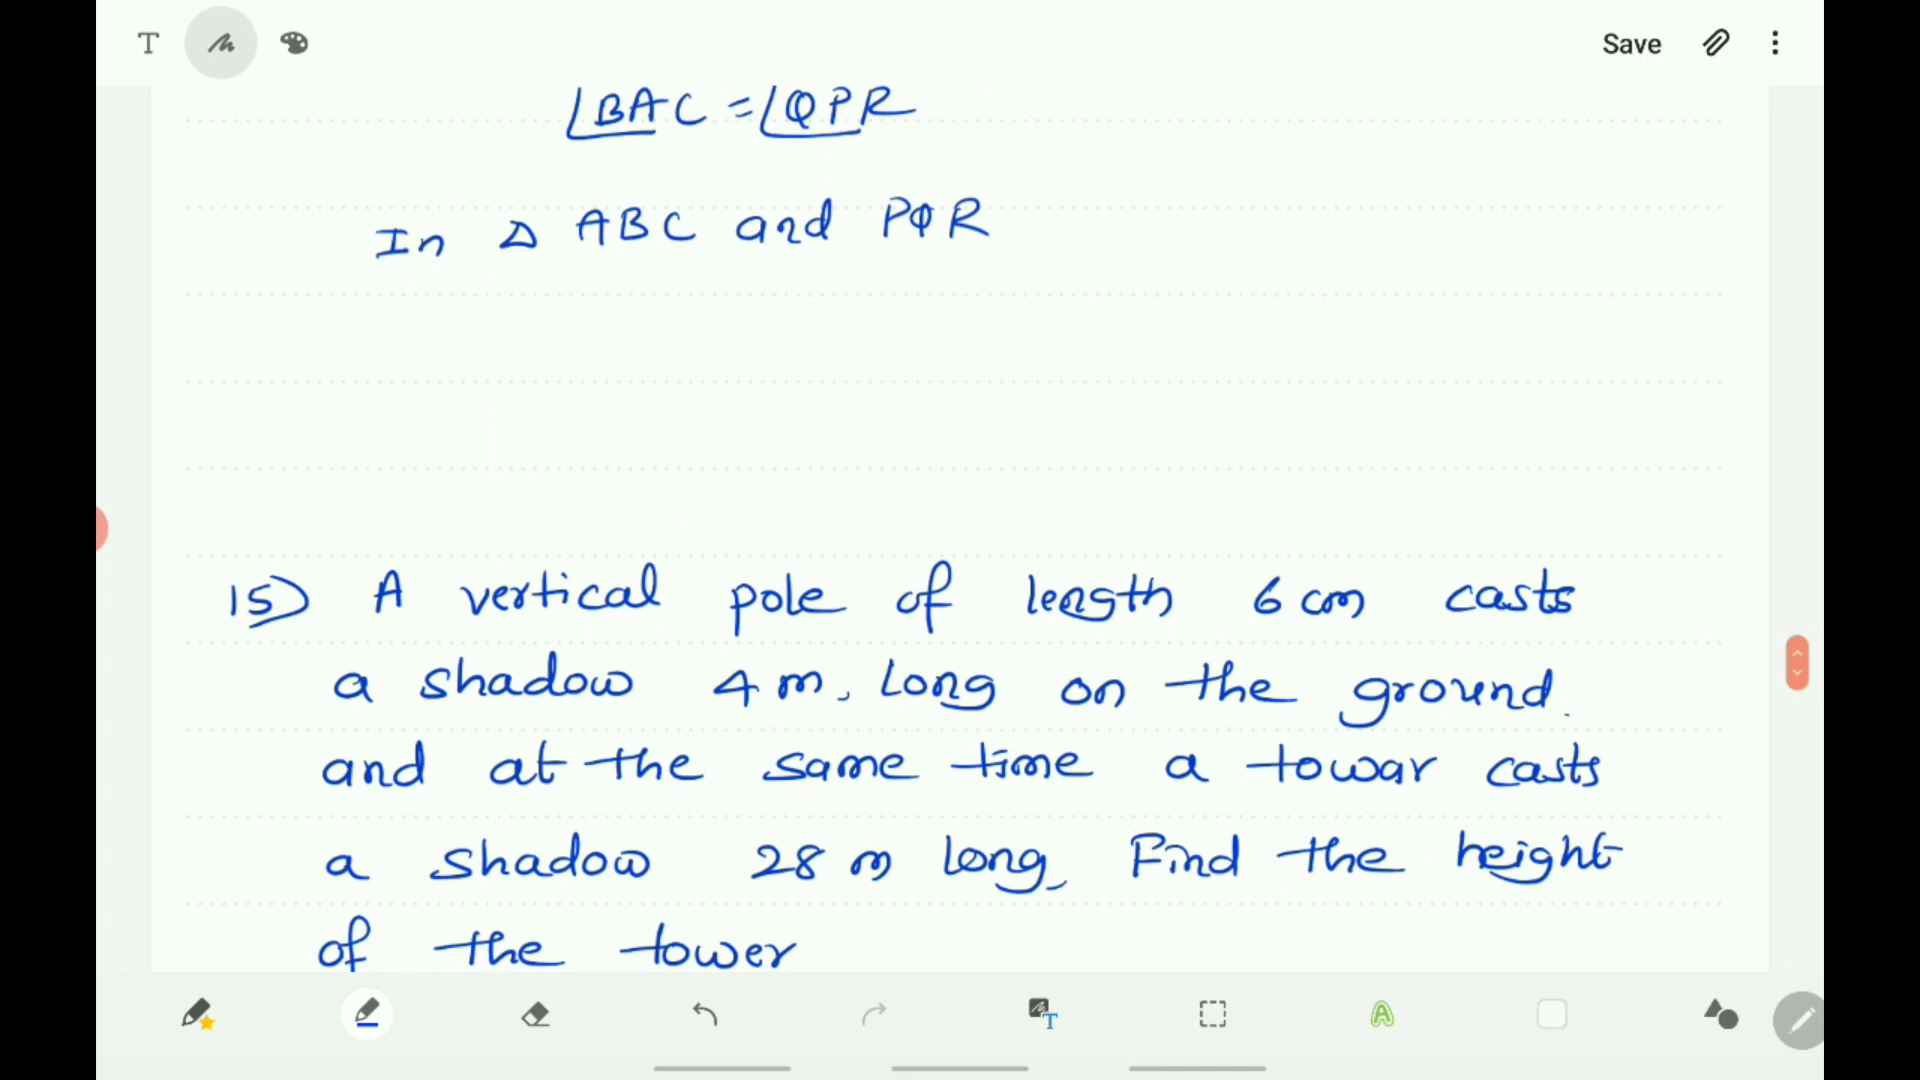 T
Save
∠BAC = ∠QPR
In Δ ABC and PQR
15) A vertical pole of length 6 cm casts
a shadow 4 m. long on the ground.
and at the same time a towar casts
a shadow 28 m long, Find the height
of the tower
T
A